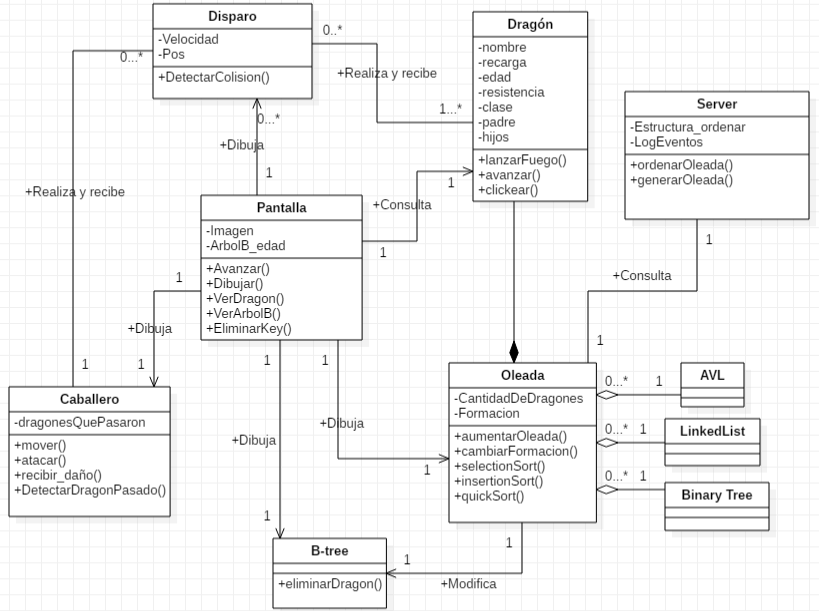 Disparo
-Velocidad
-Pos
+DetectarColision()
0...*
0..*
+Realiza y recibe
1...*
Dragón
-nombre
-recarga
-edad
-resistencia
-clase
-padre
-hijos
+lanzarFuego()
+avanzar()
+clickear()
Server
-Estructura_ordenar
-LogEventos
+ordenarOleada()
+generarOleada()
0...*
+Dibuja
1
+Realiza y recibe
Pantalla
-Imagen
-ArbolB_edad
+Avanzar()
+Dibujar()
+VerDragon()
+VerArbolB()
+EliminarKey()
+Consulta
1
1
1
+Consulta
1
1
+Dibuja
1
1
Caballero
-dragonesQuePasaron
+mover()
+atacar()
+recibir_daño()
+DetectarDragonPasado()
1
+Dibuja
1
1
+Dibuja
1
Oleada
-CantidadDeDragones
-Formacion
+aumentarOleada()
+cambiarFormacion()
+selectionSort()
+insertionSort()
+quickSort()
0...*
1
AVL
0...*
1
LinkedList
0...*
1
Binary Tree
B-tree
+eliminarDragon()
1
1
+Modifica